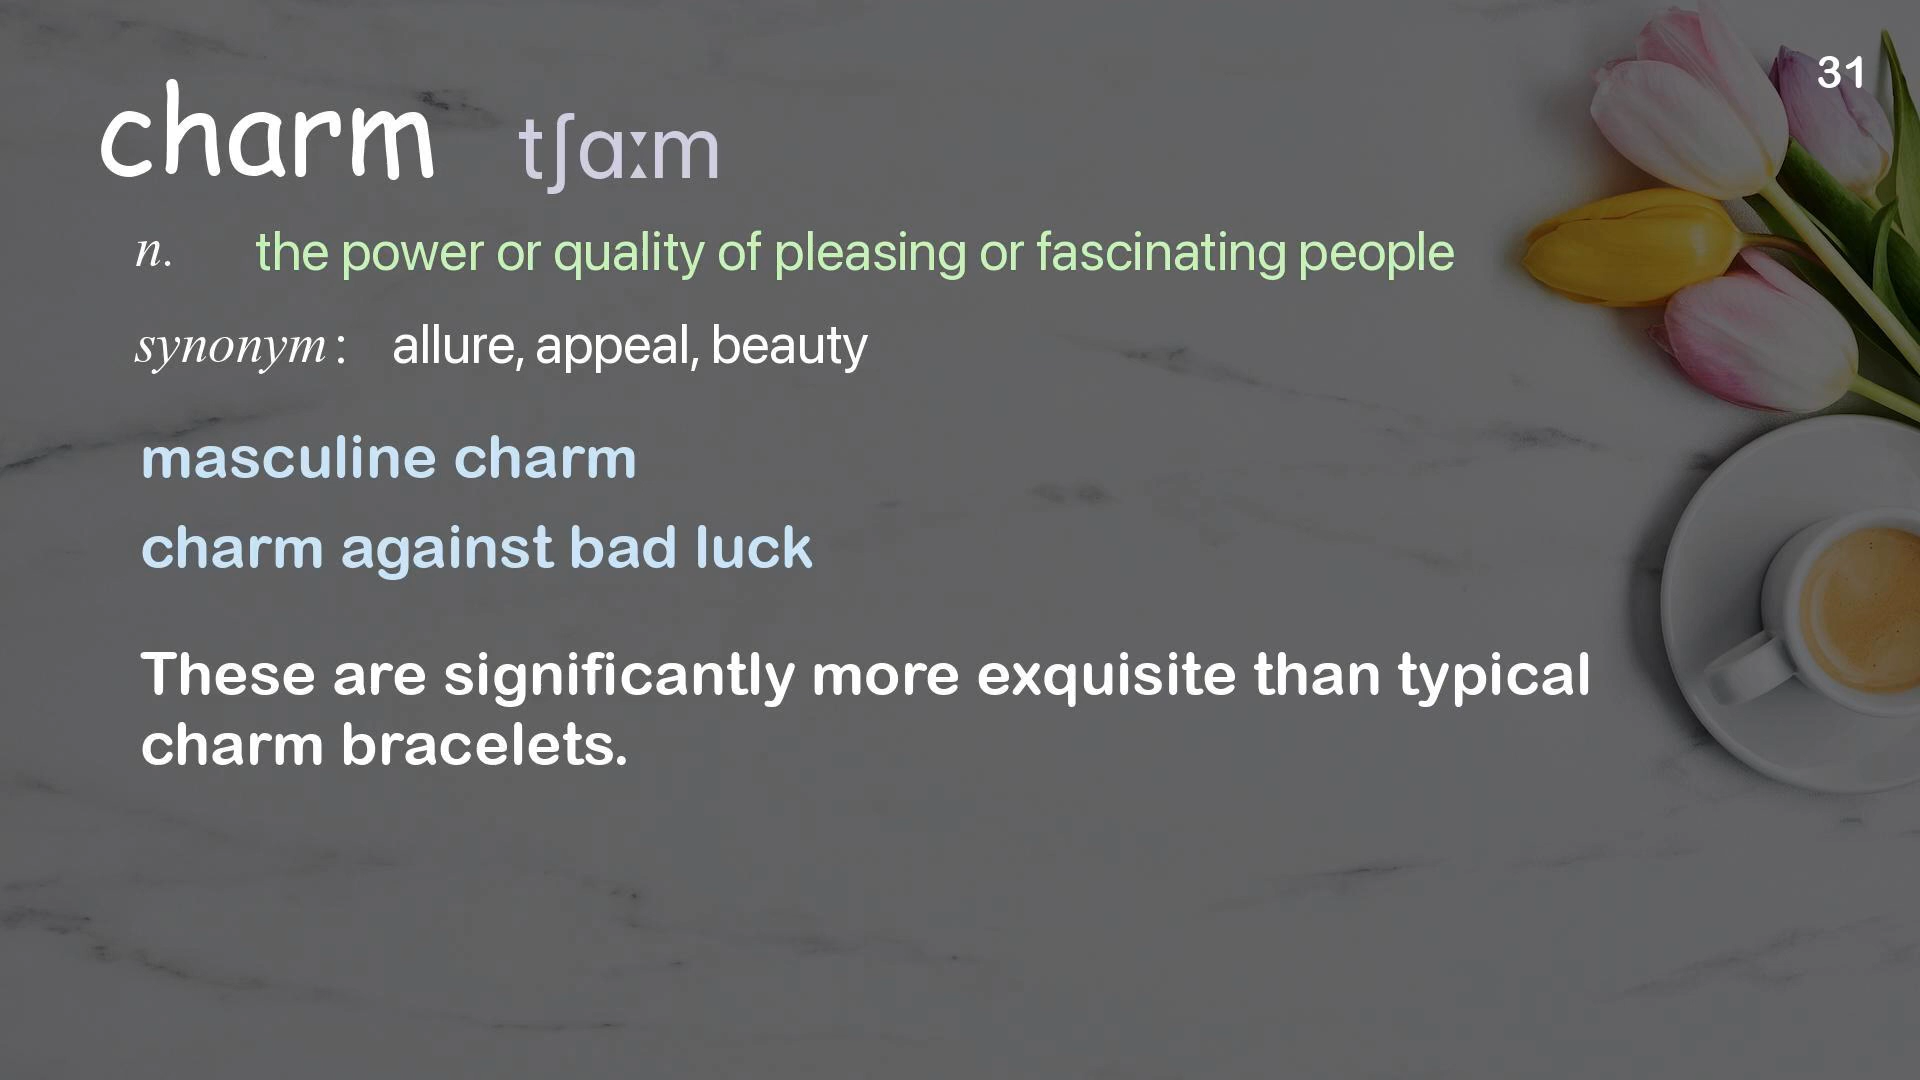 31
charm tʃɑːm
n. the power or quality of pleasing or fascinating people
synonym : allure, appeal, beauty
masculine charm
charm against bad luck
These are significantly more exquisite than typical
charm bracelets.